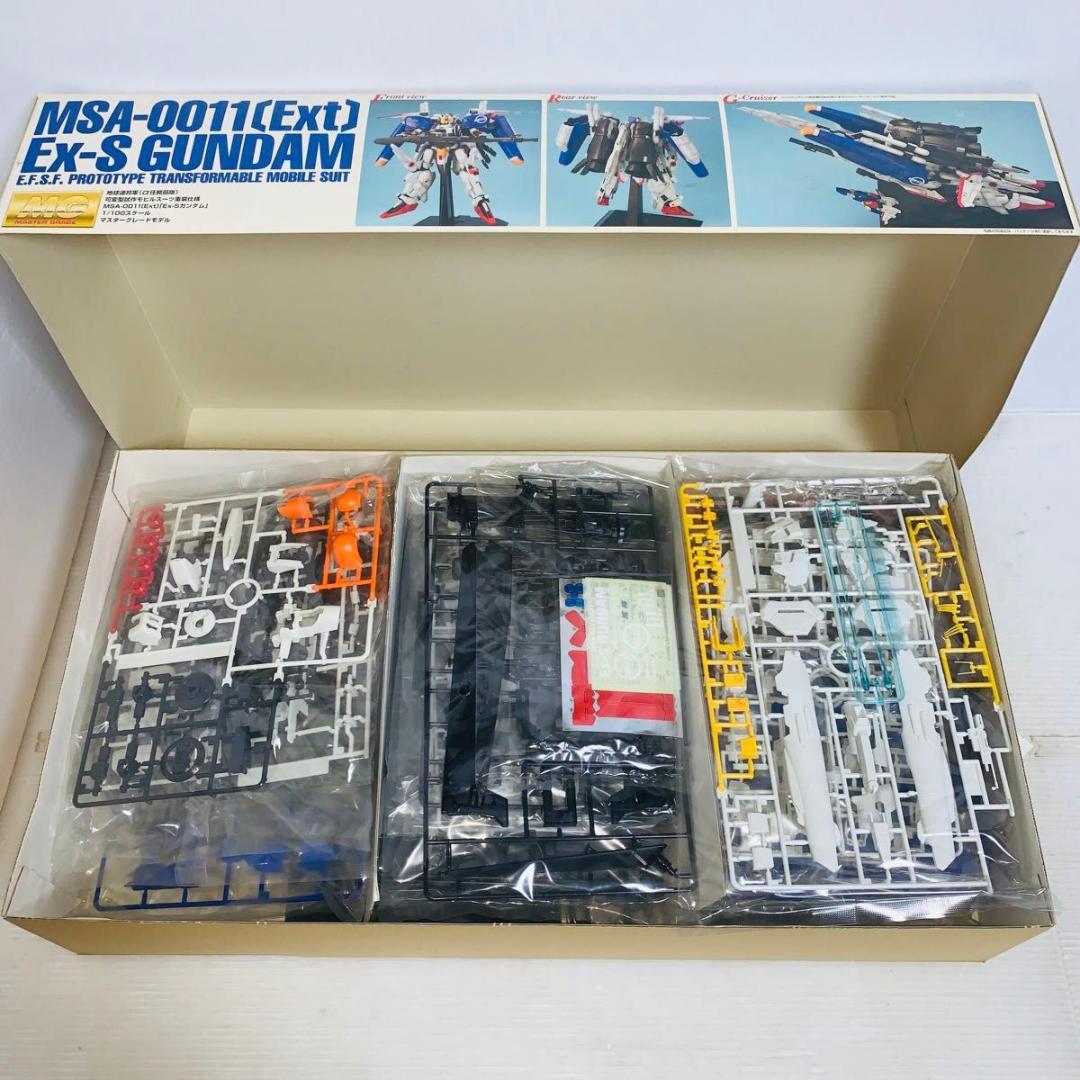 MSA-0011[Ext]
Ex-S GUNDAM
E.F.S.F. PROTOTYPE TRANSFORMABLE MOBILE SUIT
MG
MASTER GRADE
地球連邦軍(α任務部隊)
可変型試作モビルスーツ重装仕様
MSA-0011[Ext]「Ex-Sガンダム」
1/100スケール
マスターグレードモデル
Front view
Rear view
G-Cruiser